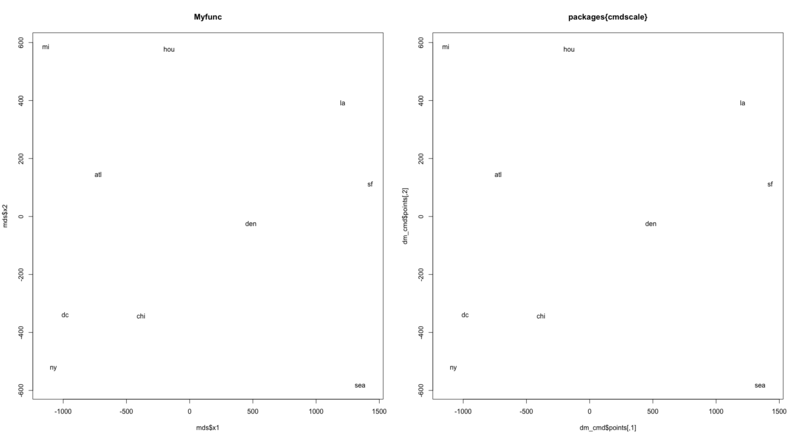 Myfunc
mds$x2
600
400
200
0
-200
-400
-600
mi
hou
la
atl
sf
den
dc
chi
ny
sea
-1000
-500
0
500
1000
1500
mds$x1
packages{cmdscale}
dm_cmd$points[,2]
600
400
200
0
-200
-400
-600
mi
hou
la
atl
sf
den
dc
chi
ny
sea
-1000
-500
0
500
1000
1500
dm_cmd$points[,1]